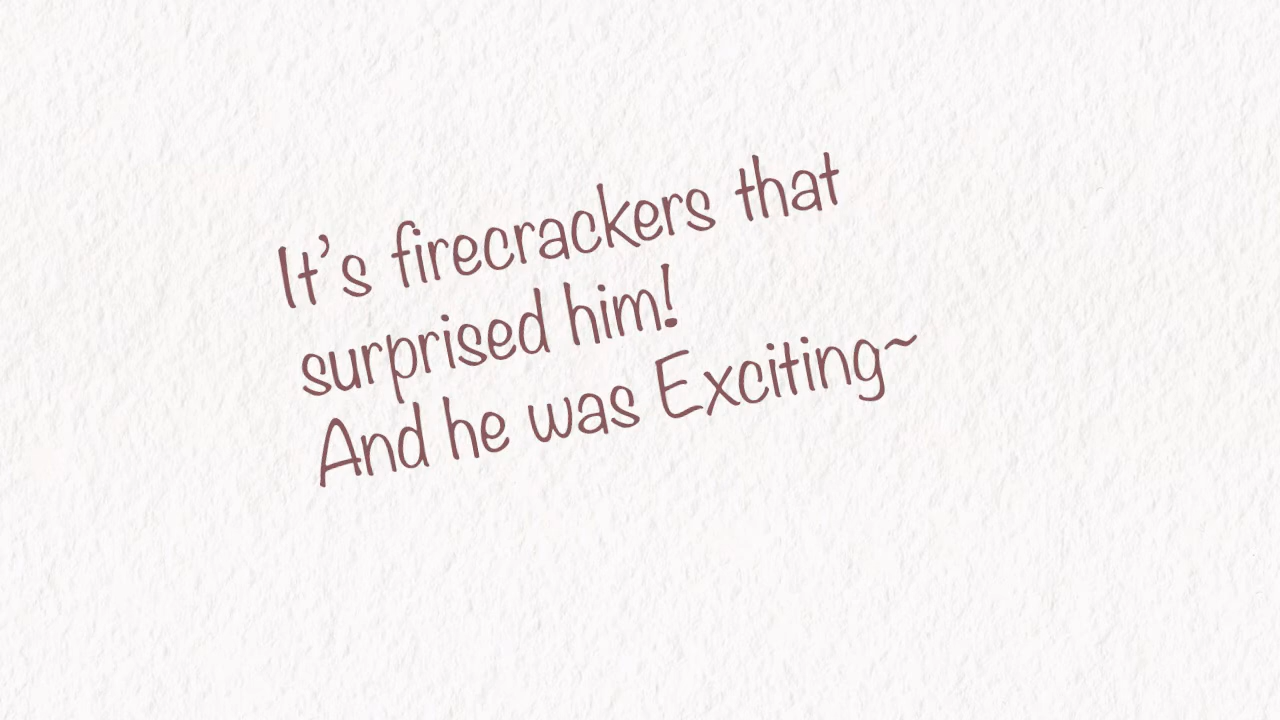 It's firecrackers that
surprised him!
And he was Exciting~